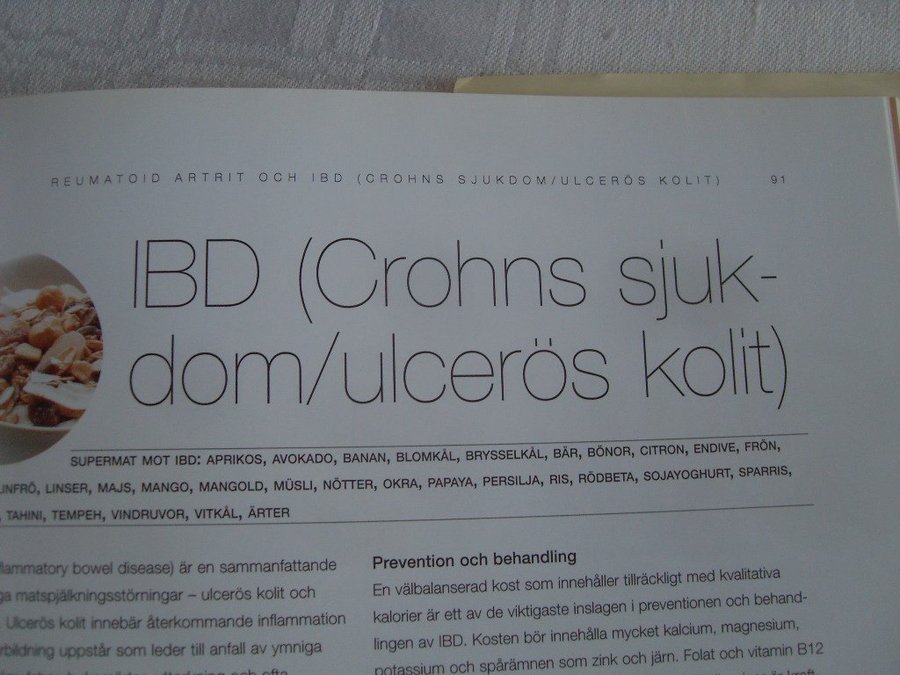 REUMATOID ARTRIT OCH IBD (CROHNS SJUKDOM/ULCERÖS KOLIT) 91
IBD (Crohns sjuk-
dom/ulcerös kolit)
SUPERMAT MOT IBD: APRIKOS, AVOKADO, BANAN, BLOMKÅL, BRYSSELKÅL, BÄR, BÖNOR, CITRON, ENDIVE, FRÖN,
LINFRÖ, LINSER, MAJS, MANGO, MANGOLD, MÜSLI, NÖTTER, OKRA, PAPAYA, PERSILJA, RIS, RÖDBETA, SOJAYOGHURT, SPARRIS,
, TAHINI, TEMPEH, VINDRUVOR, VITKÅL, ÄRTER
flammatory bowel disease) är en sammanfattande
ga matspjälkningsstörningar – ulcerös kolit och
. Ulcerös kolit innebär återkommande inflammation
rbildning uppstår som leder till anfall av ymniga
Prevention och behandling
En välbalanserad kost som innehåller tillräckligt med kvalitativa
kalorier är ett av de viktigaste inslagen i preventionen och behand-
lingen av IBD. Kosten bör innehålla mycket kalcium, magnesium,
potassium och spårämnen som zink och järn. Folat och vitamin B12